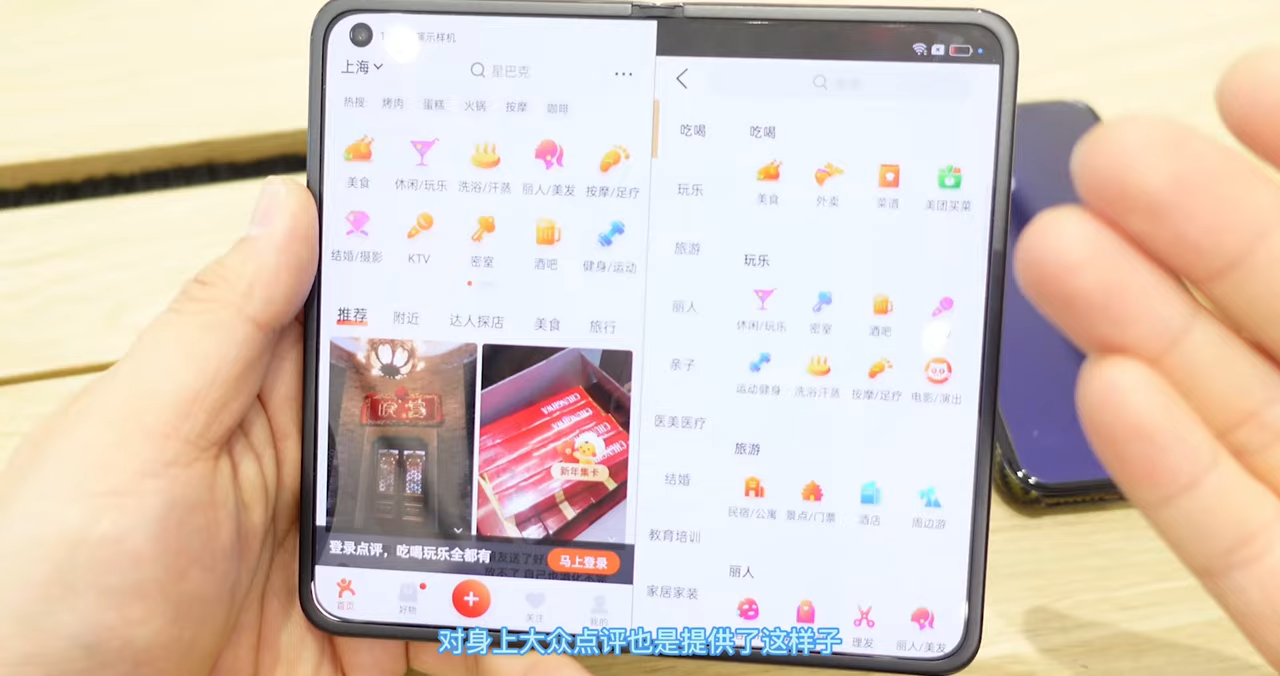 演示样机
上海
星巴克
热搜: 烤肉 蛋糕 火锅 按摩 咖啡
美食 休闲/玩乐 洗浴/汗蒸 丽人/美发 按摩/足疗
结婚/摄影 KTV 密室 酒吧 健身/运动
推荐 附近 达人探店 美食 旅行
欣赏
CHUNGHWA
CHUNGHWA
新年集卡
登录点评，吃喝玩乐全都有
马上登录
首页 好物 关注 我的
吃喝
玩乐
旅游
丽人
亲子
医美医疗
结婚
教育培训
家居家装
吃喝
美食 外卖 菜谱 美团买菜
玩乐
休闲/玩乐 密室 酒吧
运动健身 洗浴汗蒸 按摩/足疗 电影/演出
旅游
民宿/公寓 景点/门票 酒店 周边游
丽人
理发 丽人/美发
对身上大众点评也是提供了这样子